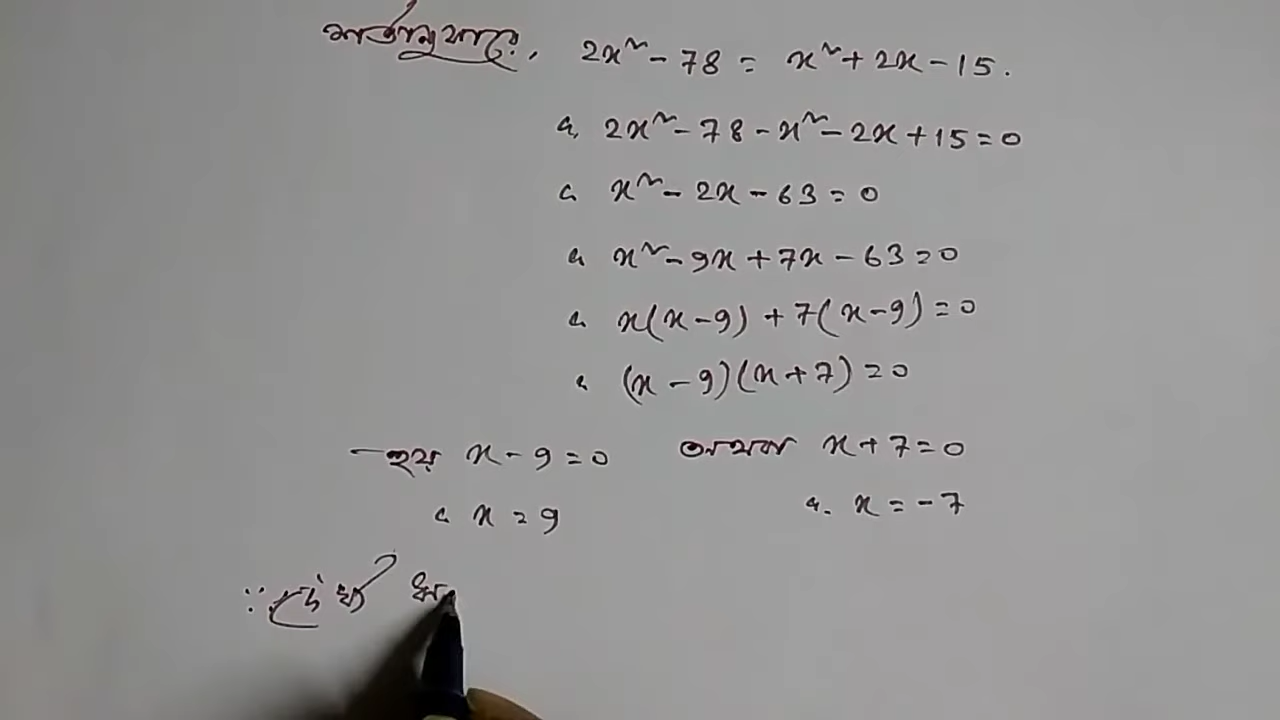 শর্তানুসারে, 2x² - 78 = x² + 2x - 15.
বা, 2x² - 78 - x² - 2x + 15 = 0
বা x² - 2x - 63 = 0
বা x² - 9x + 7x - 63 = 0
বা x(x - 9) + 7(x - 9) = 0
বা (x - 9)(x + 7) = 0
হয় x - 9 = 0 অথবা x + 7 = 0
বা x = 9 বা. x = -7
∵ দৈর্ঘ্য